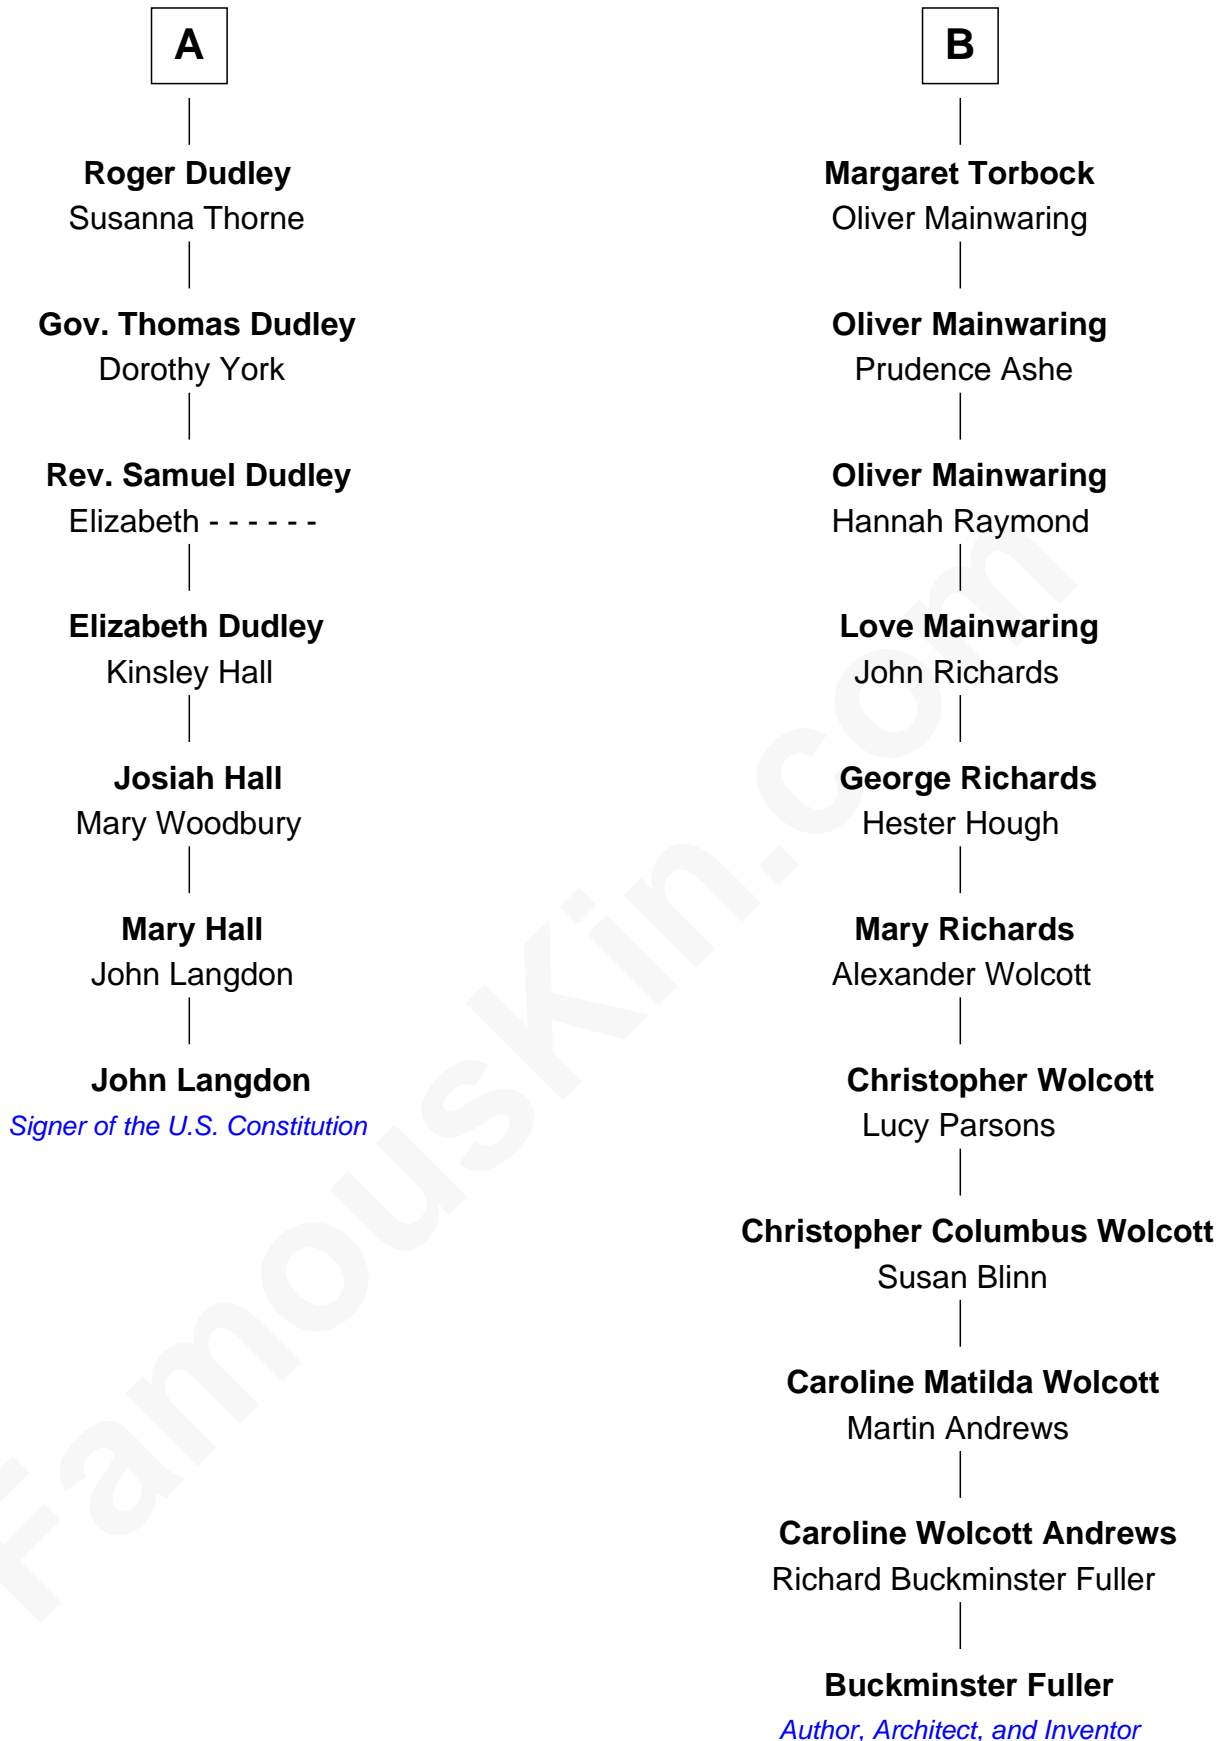 A
Roger Dudley
Susanna Thorne
Gov. Thomas Dudley
Dorothy York
Rev. Samuel Dudley
Elizabeth - - - - - -
Elizabeth Dudley
Kinsley Hall
Josiah Hall
Mary Woodbury
Mary Hall
John Langdon
John Langdon
Signer of the U.S. Constitution
B
Margaret Torbock
Oliver Mainwaring
Oliver Mainwaring
Prudence Ashe
Oliver Mainwaring
Hannah Raymond
Love Mainwaring
John Richards
George Richards
Hester Hough
Mary Richards
Alexander Wolcott
Christopher Wolcott
Lucy Parsons
Christopher Columbus Wolcott
Susan Blinn
Caroline Matilda Wolcott
Martin Andrews
Caroline Wolcott Andrews
Richard Buckminster Fuller
Buckminster Fuller
Author, Architect, and Inventor
FamousKin.com